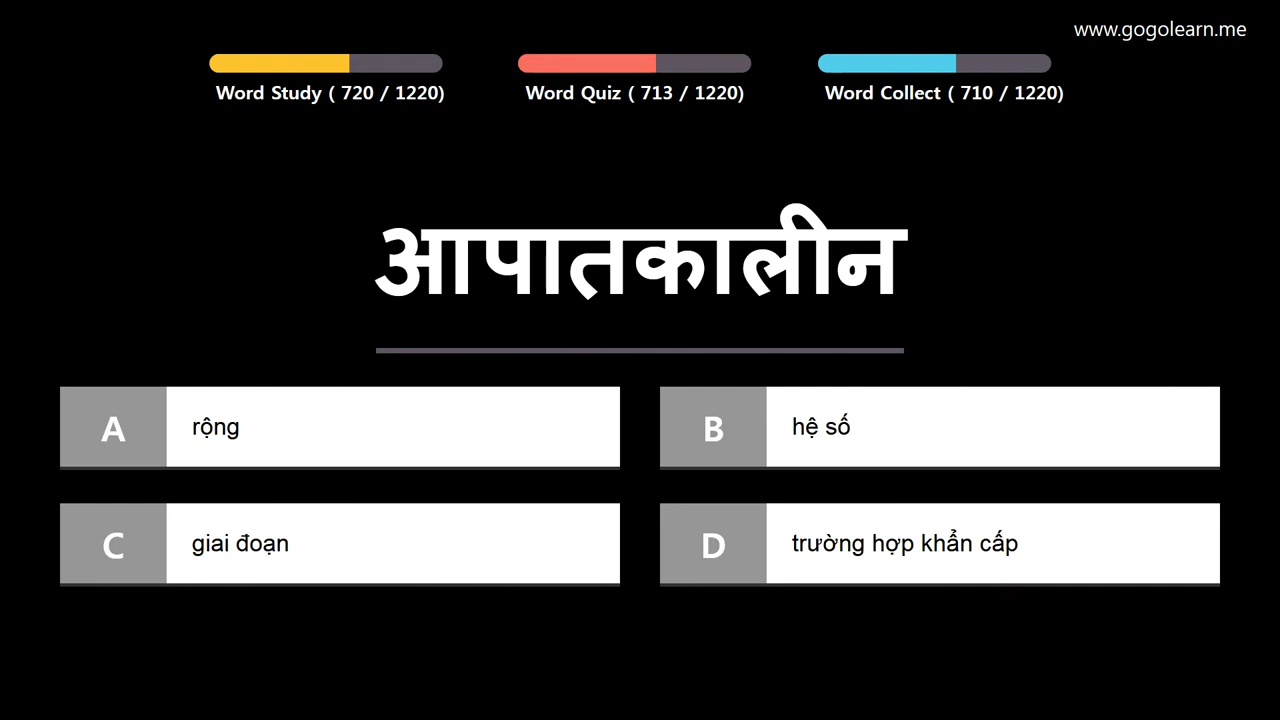 www.gogolearn.me
Word Study ( 720 / 1220)
Word Quiz ( 713 / 1220)
Word Collect ( 710 / 1220)
आपातकालीन
A rộng
B hệ số
C giai đoạn
D trường hợp khẩn cấp